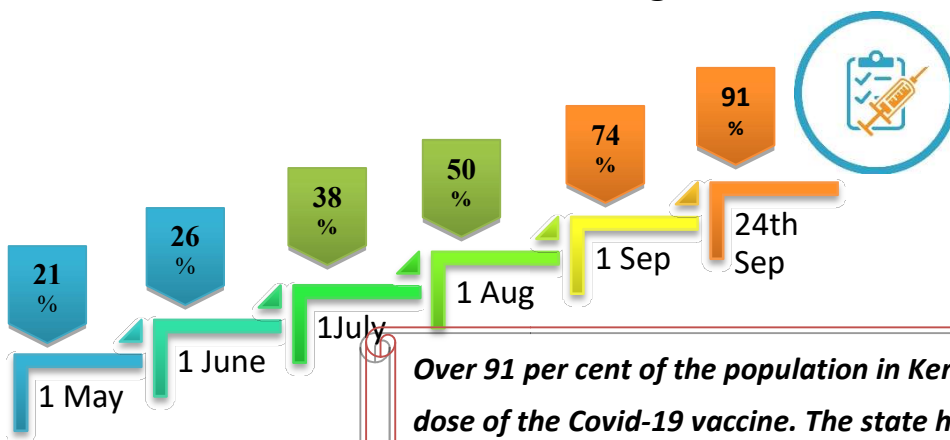 91
%
74
%
50
%
38
%
26
%
21
%
24th
Sep
1 Sep
1 Aug
1July
1 June
1 May
Over 91 per cent of the population in
dose of the Covid-19 vaccine. The state